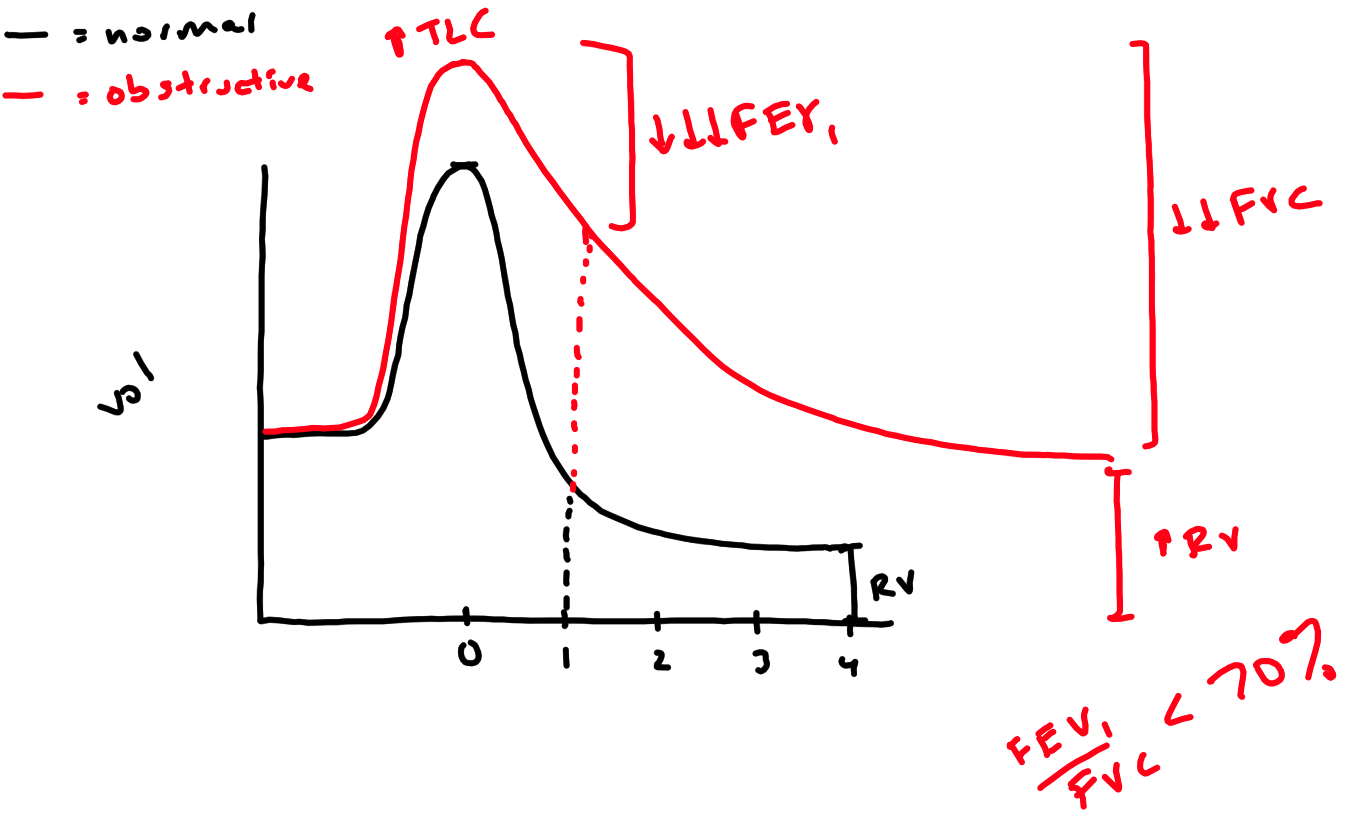 — = normal
— = obstructive
↑ TLC
↓↓↓FEV₁
↓↓FVC
vol
↑ RV
RV
0 1 2 3 4
FEV₁/FVC < 70%